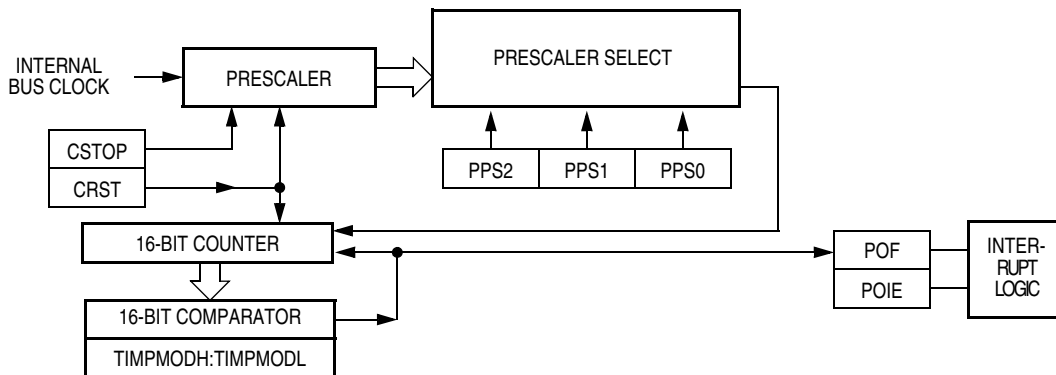 INTERNAL
BUS CLOCK
PRESCALER
PRESCALER SELECT
CSTOP
CRST
PPS2
PPS1
PPS0
16-BIT COUNTER
16-BIT COMPARATOR
TIMPMODH:TIMPMODL
POF
POIE
INTER-
RUPT
LOGIC